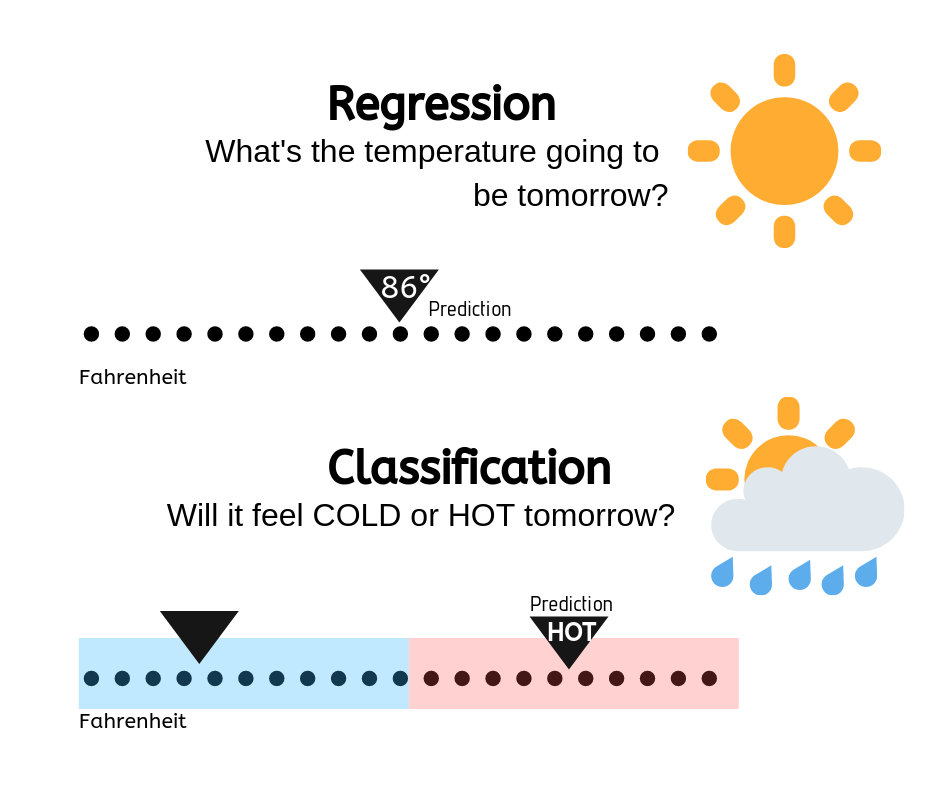 Regression
What's the temperature going to
be tomorrow?
86°
Prediction
Fahrenheit
Classification
Will it feel COLD or HOT tomorrow?
Prediction
HOT
Fahrenheit